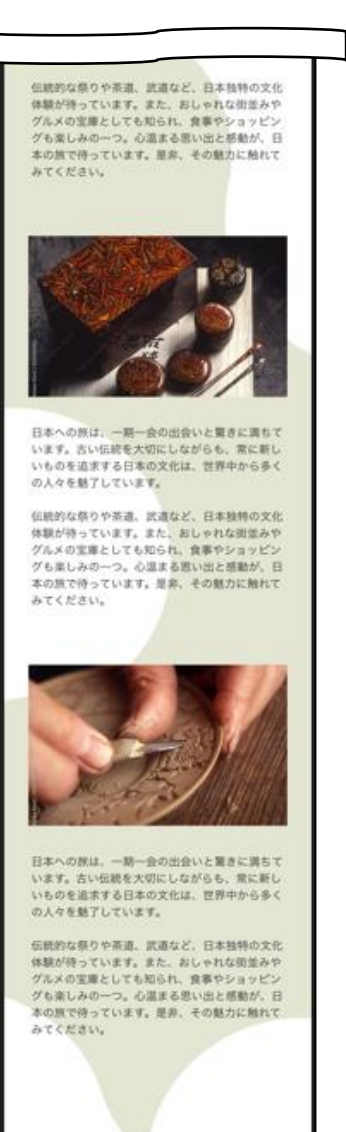 伝統的な祭りや茶道、武道など、日本独特の文化
体験が待っています。また、おしゃれな街並みや
グルメの宝庫としても知られ、食事やショッピン
グも楽しみの一つ。心温まる思い出と感動が、日
本の旅で待っています。是非、その魅力に触れて
みてください。
日本への旅は、一期一会の出会いと驚きに満ちて
います。古い伝統を大切にしながらも、常に新し
いものを追求する日本の文化は、世界中から多く
の人々を魅了しています。
伝統的な祭りや茶道、武道など、日本独特の文化
体験が待っています。また、おしゃれな街並みや
グルメの宝庫としても知られ、食事やショッピン
グも楽しみの一つ。心温まる思い出と感動が、日
本の旅で待っています。是非、その魅力に触れて
みてください。
日本への旅は、一期一会の出会いと驚きに満ちて
います。古い伝統を大切にしながらも、常に新し
いものを追求する日本の文化は、世界中から多く
の人々を魅了しています。
伝統的な祭りや茶道、武道など、日本独特の文化
体験が待っています。また、おしゃれな街並みや
グルメの宝庫としても知られ、食事やショッピン
グも楽しみの一つ。心温まる思い出と感動が、日
本の旅で待っています。是非、その魅力に触れて
みてください。